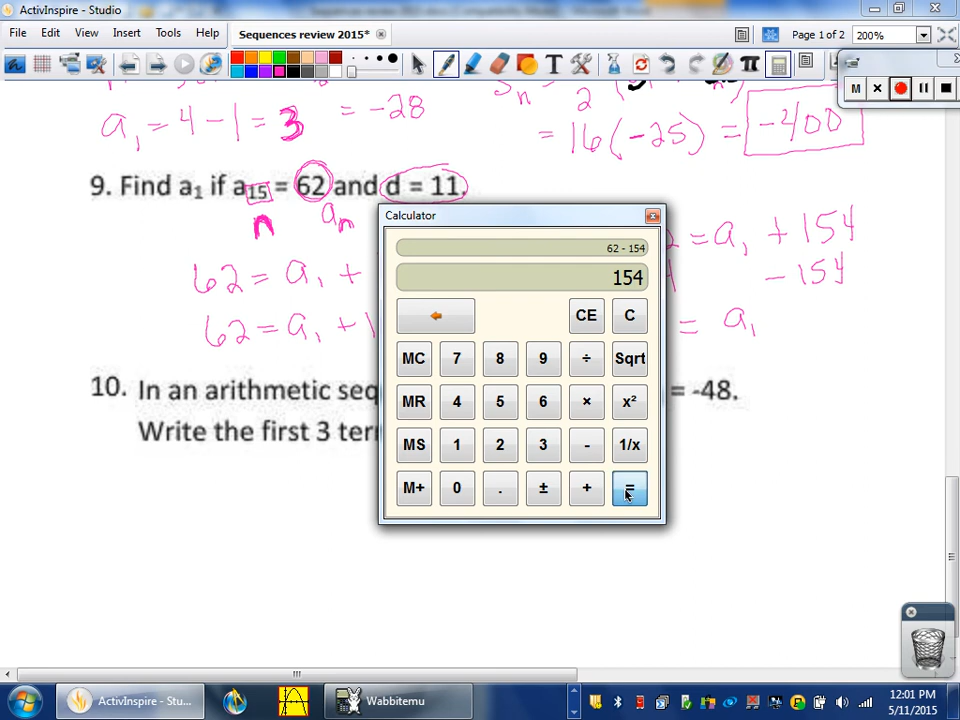 ActivInspire - Studio
File Edit View Insert Tools Help Sequences review 2015* Page 1 of 2 200%
M
= -28
a₁ = 4 - 1 = 3
2
= 16(-25) = -400
9. Find a₁ if a₁₅ = 62 and d = 11.
n aₙ
= a₁ + 154
62 = a₁ +
- 154
62 = a₁ + 1
= a₁
Calculator
62 - 154
154
CE C
MC 7 8 9 ÷ Sqrt
MR 4 5 6 × x²
MS 1 2 3 - 1/x
M+ 0 . ± + =
10. In an arithmetic seq = -48.
Write the first 3 ter
ActivInspire - Stu... Wabbitemu
12:01 PM
5/11/2015